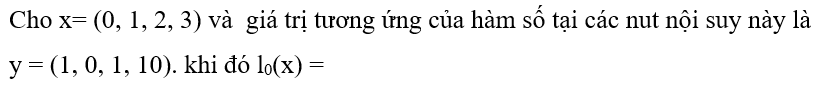 Cho x= (0, 1, 2, 3) và giá trị tương ứng của hàm số tại các nut nội suy này là
y = (1, 0, 1, 10). khi đó l₀(x) =